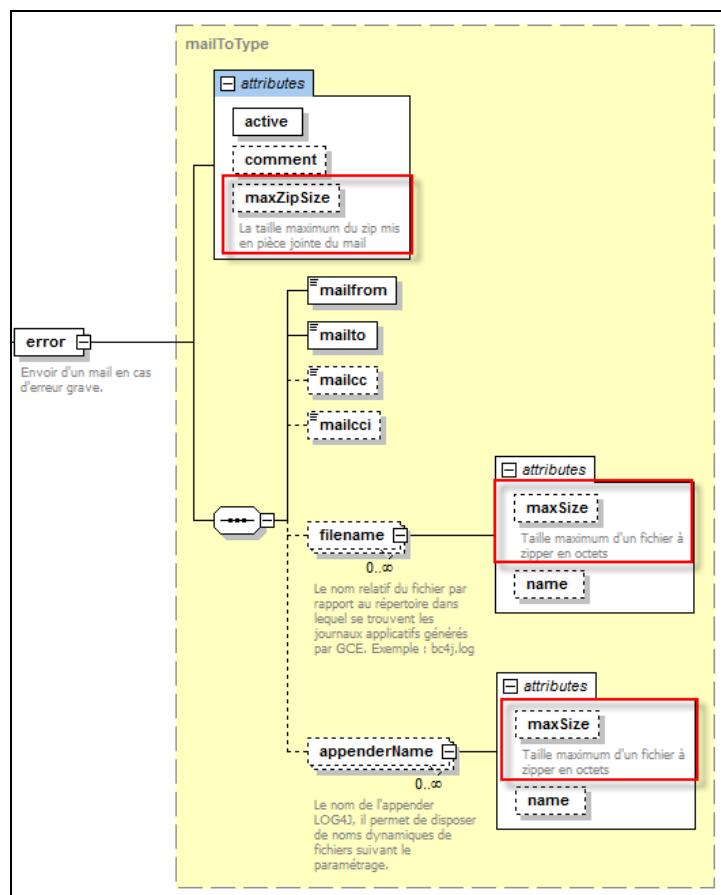 mailToType
attributes
active
comment
maxZipSize
La taille maximum du zip mis
en pièce jointe du mail
error
Envoir d'un mail en cas
d'erreur grave.
mailfrom
mailto
mailcc
mailcci
filename
0..∞
Le nom relatif du fichier par
rapport au répertoire dans
lequel se trouvent les
journaux applicatifs générés
par GCE. Exemple : bc4j.log
attributes
maxSize
Taille maximum d'un fichier à
zipper en octets
name
appenderName
0..∞
Le nom de l'appender
LOG4J, il permet de disposer
de noms dynamiques de
fichiers suivant le
paramétrage.
attributes
maxSize
Taille maximum d'un fichier à
zipper en octets
name